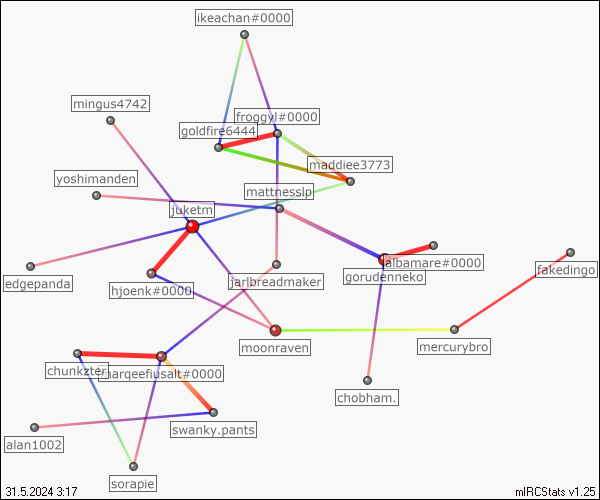 ikeachan#0000
mingus4742
froggyl#0000
goldfire6444
maddiee3773
yoshimanden
mattnesslp
juketm
albamare#0000
fakedingo
edgepanda
jarlbreadmaker
gorudenneko
hjoenk#0000
moonraven
mercurybro
chunkzter
marqeefiusalt#0000
chobham.
swanky.pants
alan1002
sorapie
31.5.2024 3:17
mIRCStats v1.25